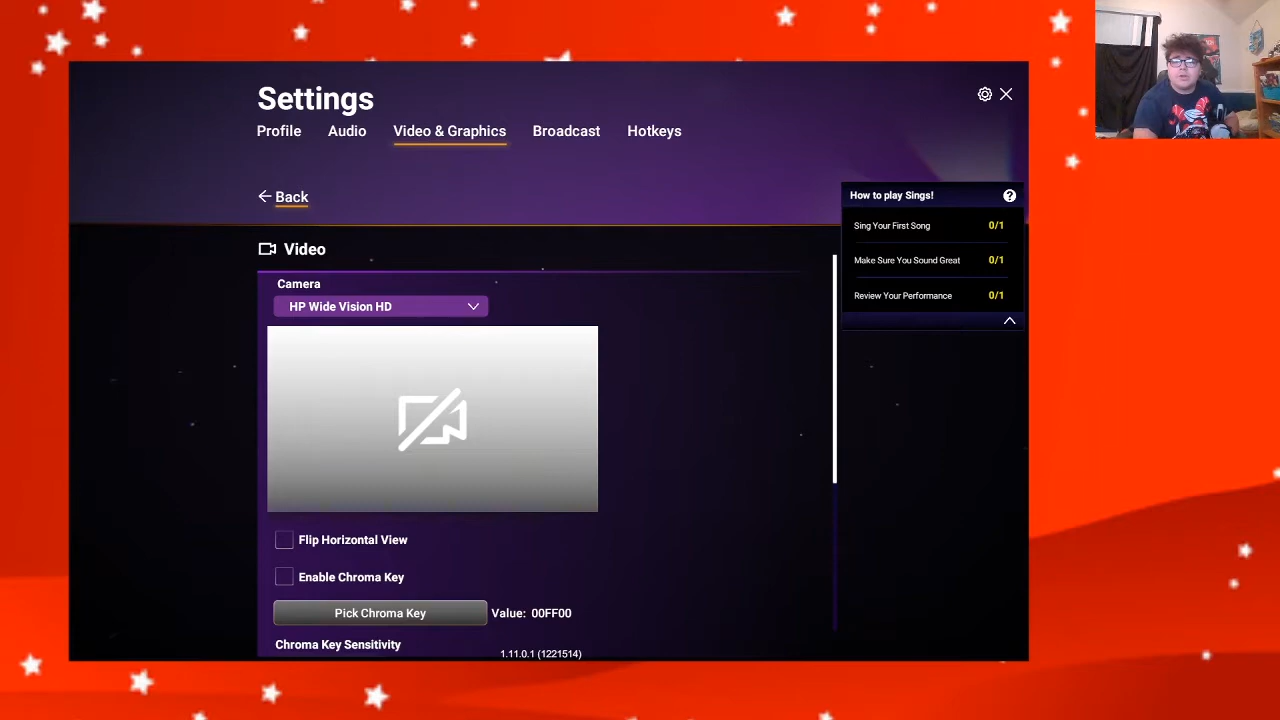 Settings
Profile Audio Video & Graphics Broadcast Hotkeys
Back
How to play Sings! ?
Sing Your First Song 0/1
Make Sure You Sound Great 0/1
Review Your Performance 0/1
Video
Camera
HP Wide Vision HD
Flip Horizontal View
Enable Chroma Key
Pick Chroma Key Value: 00FF00
Chroma Key Sensitivity
1.11.0.1 (1221514)